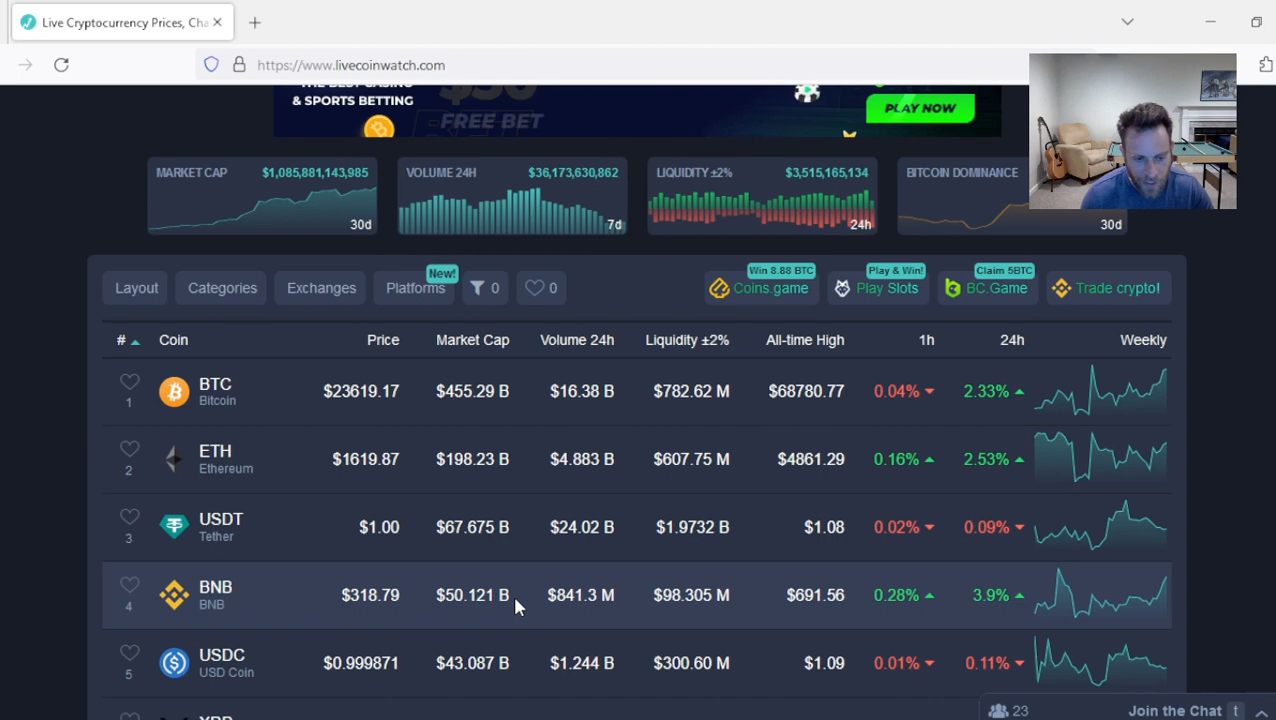 Live Cryptocurrency Prices, Cha
https://www.livecoinwatch.com
& SPORTS BETTING
FREE BET
PLAY NOW
MARKET CAP $1,085,881,143,985
30d
VOLUME 24H $36,173,630,862
7d
LIQUIDITY ±2% $3,515,165,134
24h
BITCOIN DOMINANCE
30d
Layout
Categories
Exchanges
Platforms
New!
0
0
Win 8.88 BTC
Coins.game
Play & Win!
Play Slots
Claim 5BTC
BC.Game
Trade crypto!
# Coin Price Market Cap Volume 24h Liquidity ±2% All-time High 1h 24h Weekly
1 BTC $23619.17 $455.29 B $16.38 B $782.62 M $68780.77 0.04% 2.33%
Bitcoin
2 ETH $1619.87 $198.23 B $4.883 B $607.75 M $4861.29 0.16% 2.53%
Ethereum
3 USDT $1.00 $67.675 B $24.02 B $1.9732 B $1.08 0.02% 0.09%
Tether
4 BNB $318.79 $50.121 B $841.3 M $98.305 M $691.56 0.28% 3.9%
BNB
5 USDC $0.999871 $43.087 B $1.244 B $300.60 M $1.09 0.01% 0.11%
USD Coin
23 Join the Chat t